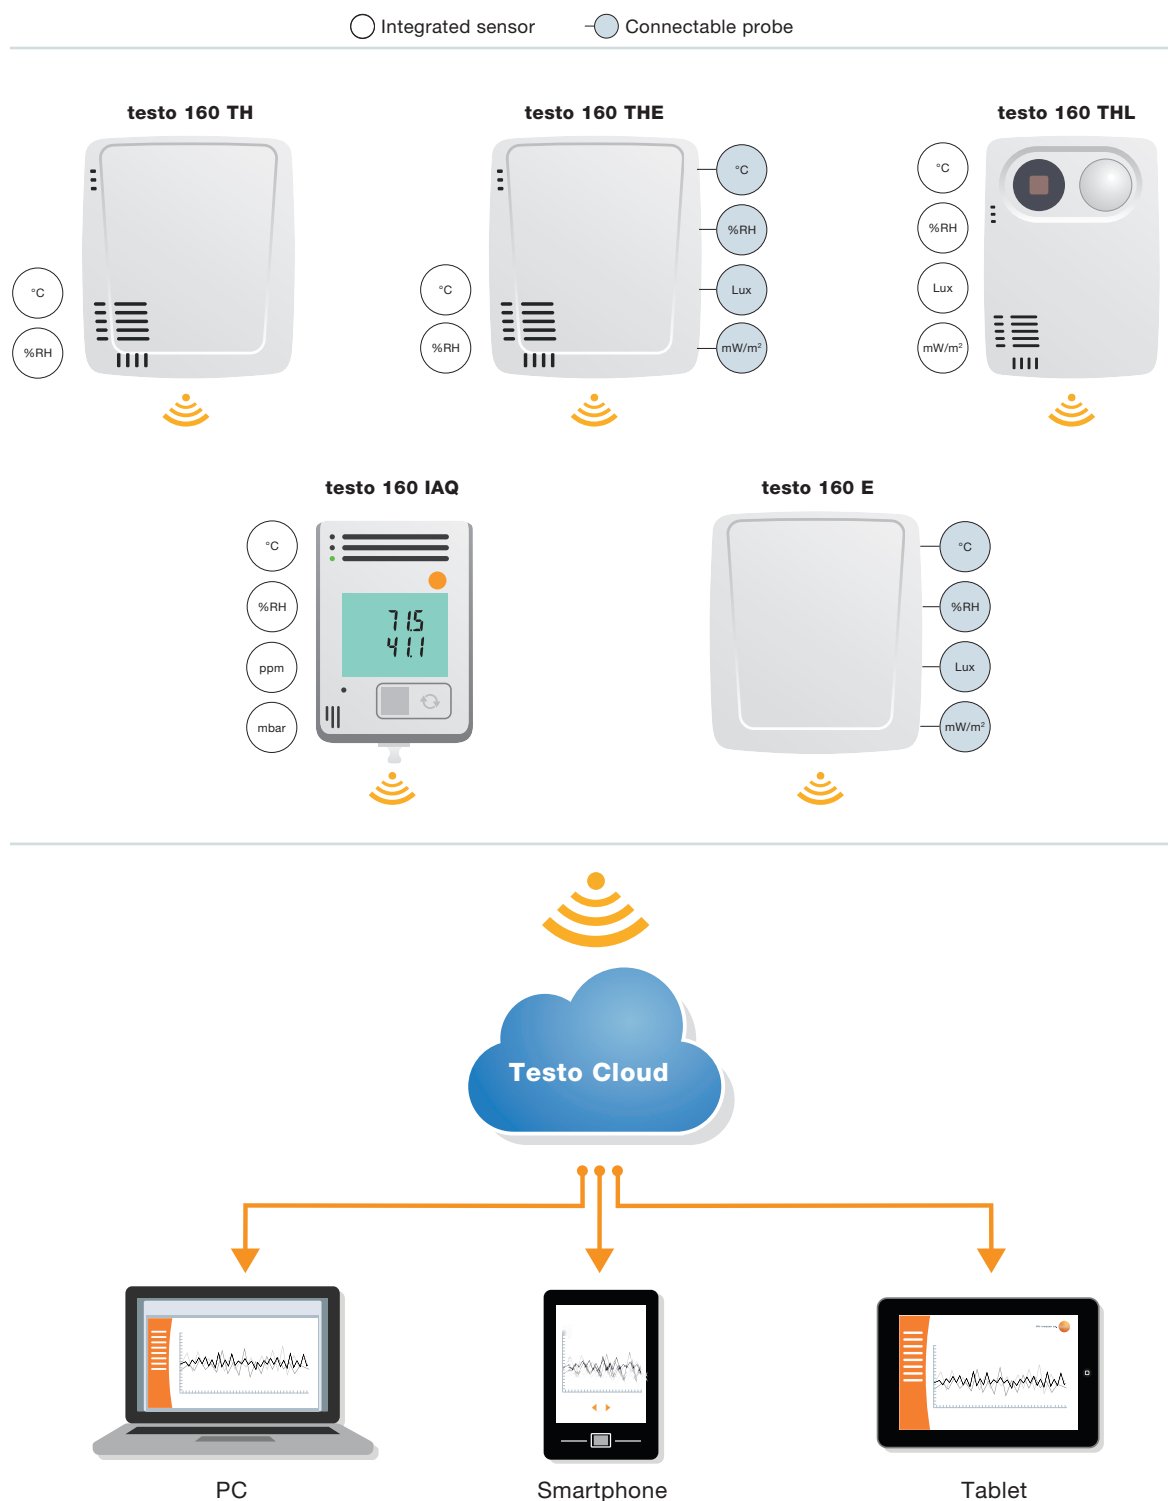 Integrated sensor
Connectable probe
testo 160 TH
testo 160 THE
testo 160 THL
°C
%RH
°C
%RH
°C
%RH
Lux
mW/m²
°C
%RH
Lux
mW/m²
testo 160 IAQ
testo 160 E
°C
%RH
ppm
mbar
71.5
41.1
°C
%RH
Lux
mW/m²
Testo Cloud
PC
Smartphone
Tablet